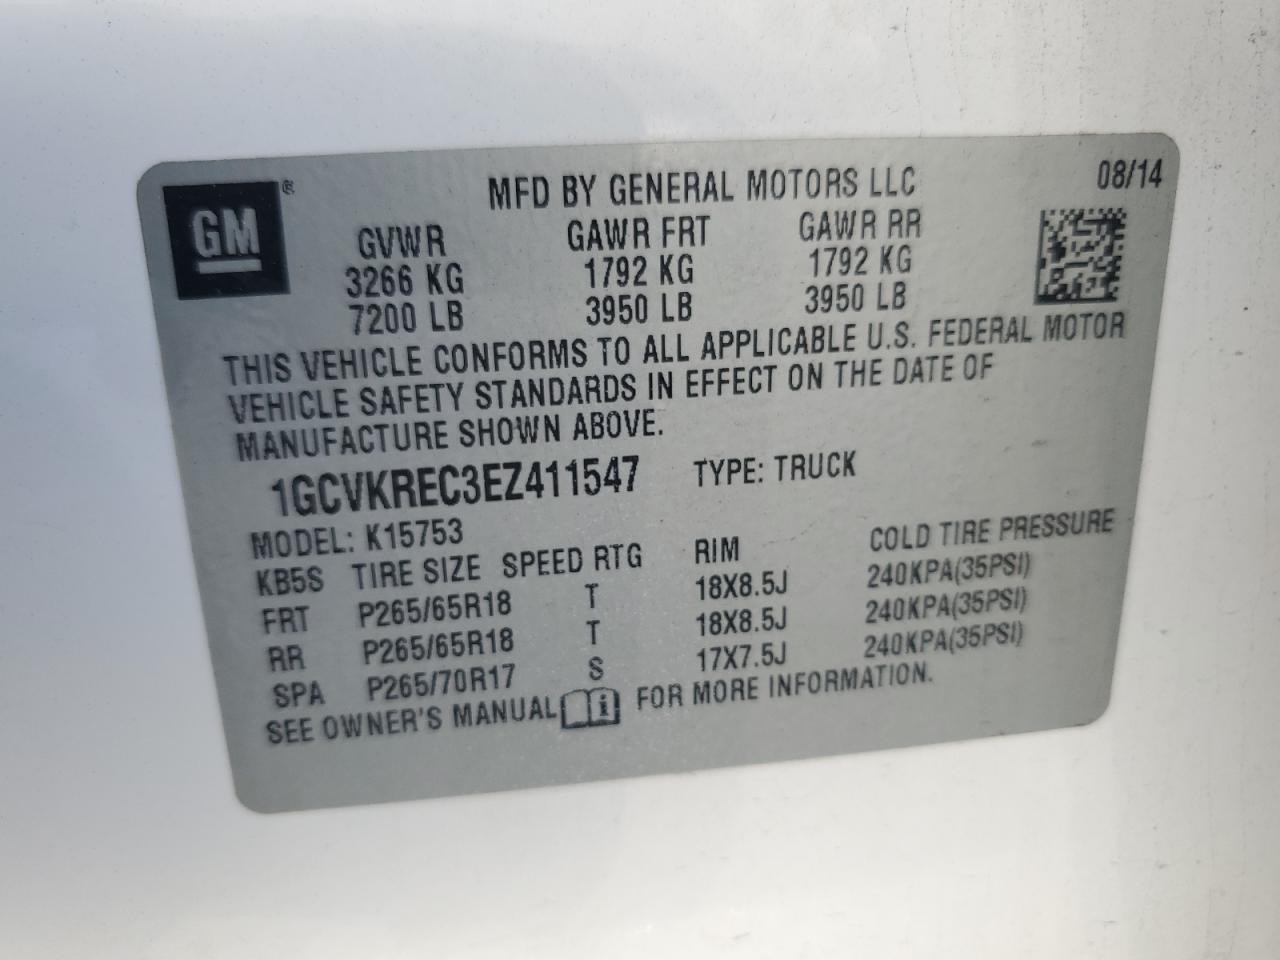 GM®
MFD BY GENERAL MOTORS LLC 08/14
GVWR GAWR FRT GAWR RR
3266 KG 1792 KG 1792 KG
7200 LB 3950 LB 3950 LB
THIS VEHICLE CONFORMS TO ALL APPLICABLE U.S. FEDERAL MOTOR
VEHICLE SAFETY STANDARDS IN EFFECT ON THE DATE OF
MANUFACTURE SHOWN ABOVE.
1GCVKREC3EZ411547 TYPE: TRUCK
MODEL: K15753
KB5S TIRE SIZE SPEED RTG RIM COLD TIRE PRESSURE
FRT P265/65R18 T 18X8.5J 240KPA(35PSI)
RR P265/65R18 T 18X8.5J 240KPA(35PSI)
SPA P265/70R17 S 17X7.5J 240KPA(35PSI)
SEE OWNER'S MANUAL i FOR MORE INFORMATION.